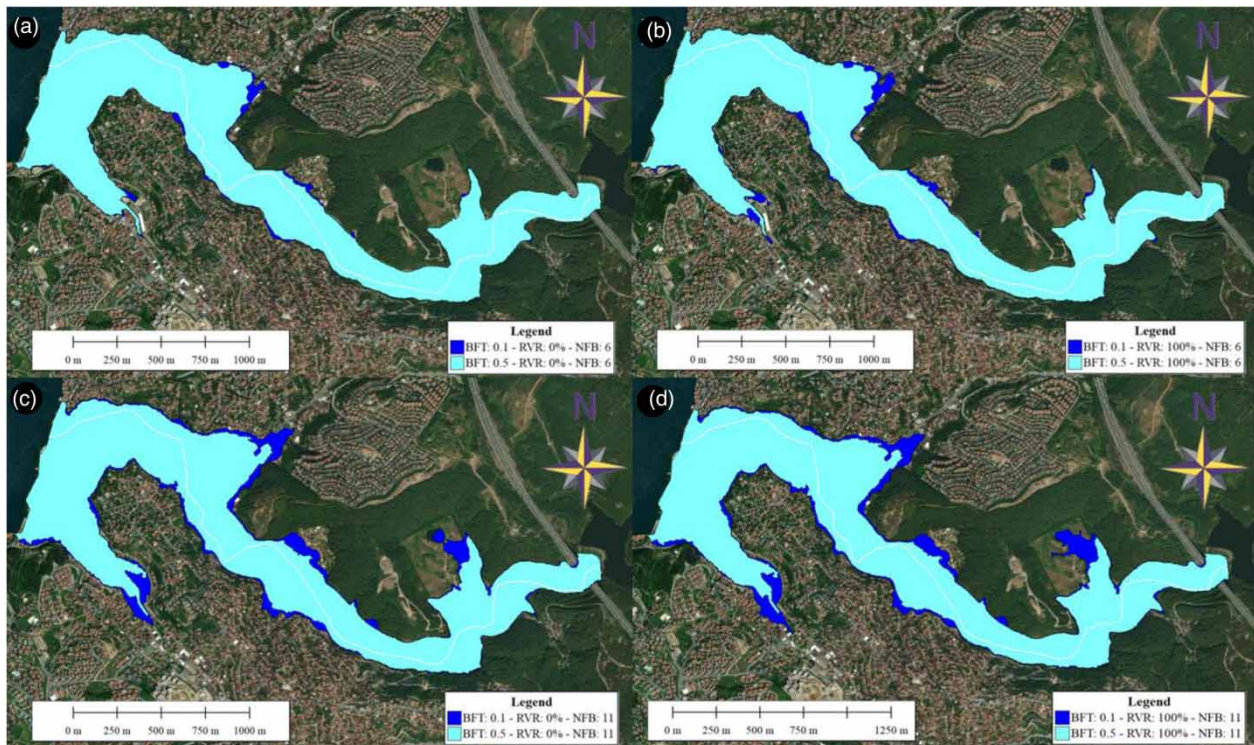 (a)
N
0 m 250 m 500 m 750 m 1000 m
Legend
BFT: 0.1 - RVR: 0% - NFB: 6
BFT: 0.5 - RVR: 0% - NFB: 6
(b)
N
0 m 250 m 500 m 750 m 1000 m
Legend
BFT: 0.1 - RVR: 100% - NFB: 6
BFT: 0.5 - RVR: 100% - NFB: 6
(c)
N
0 m 250 m 500 m 750 m 1000 m
Legend
BFT: 0.1 - RVR: 0% - NFB: 11
BFT: 0.5 - RVR: 0% - NFB: 11
(d)
N
0 m 250 m 500 m 750 m 1250 m
Legend
BFT: 0.1 - RVR: 100% - NFB: 11
BFT: 0.5 - RVR: 100% - NFB: 11